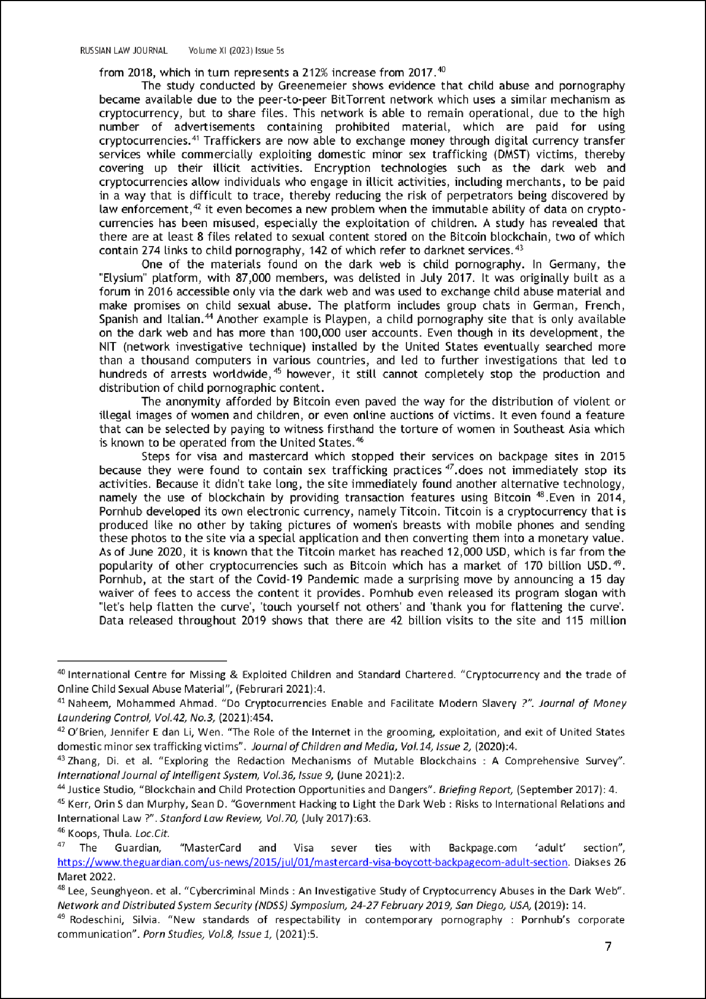 RUSSIAN LAW JOURNAL Volume XI (2023) Issue 5s
from 2018, which in turn represents a 212% increase from 2017.40
The study conducted by Greenemeier shows evidence that child abuse and pornography
became available due to the peer-to-peer BitTorrent network which uses a similar mechanism as
cryptocurrency, but to share files. This network is able to remain operational, due to the high
number of advertisements containing prohibited material, which are paid for using
cryptocurrencies.41 Traffickers are now able to exchange money through digital currency transfer
services while commercially exploiting domestic minor sex trafficking (DMST) victims, thereby
covering up their illicit activities. Encryption technologies such as the dark web and
cryptocurrencies allow individuals who engage in illicit activities, including merchants, to be paid
in a way that is difficult to trace, thereby reducing the risk of perpetrators being discovered by
law enforcement,42 it even becomes a new problem when the immutable ability of data on crypto-
currencies has been misused, especially the exploitation of children. A study has revealed that
there are at least 8 files related to sexual content stored on the Bitcoin blockchain, two of which
contain 274 links to child pornography, 142 of which refer to darknet services.43
One of the materials found on the dark web is child pornography. In Germany, the
"Elysium" platform, with 87,000 members, was delisted in July 2017. It was originally built as a
forum in 2016 accessible only via the dark web and was used to exchange child abuse material and
make promises on child sexual abuse. The platform includes group chats in German, French,
Spanish and Italian.44 Another example is Playpen, a child pornography site that is only available
on the dark web and has more than 100,000 user accounts. Even though in its development, the
NIT (network investigative technique) installed by the United States eventually searched more
than a thousand computers in various countries, and led to further investigations that led to
hundreds of arrests worldwide,45 however, it still cannot completely stop the production and
distribution of child pornographic content.
The anonymity afforded by Bitcoin even paved the way for the distribution of violent or
illegal images of women and children, or even online auctions of victims. It even found a feature
that can be selected by paying to witness firsthand the torture of women in Southeast Asia which
is known to be operated from the United States.46
Steps for visa and mastercard which stopped their services on backpage sites in 2015
because they were found to contain sex trafficking practices 47.does not immediately stop its
activities. Because it didn't take long, the site immediately found another alternative technology,
namely the use of blockchain by providing transaction features using Bitcoin 48.Even in 2014,
Pornhub developed its own electronic currency, namely Titcoin. Titcoin is a cryptocurrency that is
produced like no other by taking pictures of women's breasts with mobile phones and sending
these photos to the site via a special application and then converting them into a monetary value.
As of June 2020, it is known that the Titcoin market has reached 12,000 USD, which is far from the
popularity of other cryptocurrencies such as Bitcoin which has a market of 170 billion USD.49.
Pornhub, at the start of the Covid-19 Pandemic made a surprising move by announcing a 15 day
waiver of fees to access the content it provides. Pornhub even released its program slogan with
"let's help flatten the curve', 'touch yourself not others' and 'thank you for flattening the curve'.
Data released throughout 2019 shows that there are 42 billion visits to the site and 115 million
40 International Centre for Missing & Exploited Children and Standard Chartered. “Cryptocurrency and the trade of
Online Child Sexual Abuse Material”, (Februrari 2021):4.
41 Naheem, Mohammed Ahmad. “Do Cryptocurrencies Enable and Facilitate Modern Slavery ?”. Journal of Money
Laundering Control, Vol.42, No.3, (2021):454.
42 O’Brien, Jennifer E dan Li, Wen. “The Role of the Internet in the grooming, exploitation, and exit of United States
domestic minor sex trafficking victims”. Journal of Children and Media, Vol.14, Issue 2, (2020):4.
43 Zhang, Di. et al. “Exploring the Redaction Mechanisms of Mutable Blockchains : A Comprehensive Survey”.
International Journal of Intelligent System, Vol.36, Issue 9, (June 2021):2.
44 Justice Studio, “Blockchain and Child Protection Opportunities and Dangers”. Briefing Report, (September 2017): 4.
45 Kerr, Orin S dan Murphy, Sean D. “Government Hacking to Light the Dark Web : Risks to International Relations and
International Law ?”. Stanford Law Review, Vol.70, (July 2017):63.
46 Koops, Thula. Loc.Cit.
47 The Guardian, “MasterCard and Visa sever ties with Backpage.com ‘adult’ section”,
https://www.theguardian.com/us-news/2015/jul/01/mastercard-visa-boycott-backpagecom-adult-section. Diakses 26
Maret 2022.
48 Lee, Seunghyeon. et al. “Cybercriminal Minds : An Investigative Study of Cryptocurrency Abuses in the Dark Web”.
Network and Distributed System Security (NDSS) Symposium, 24-27 February 2019, San Diego, USA, (2019): 14.
49 Rodeschini, Silvia. “New standards of respectability in contemporary pornography : Pornhub’s corporate
communication”. Porn Studies, Vol.8, Issue 1, (2021):5.
7